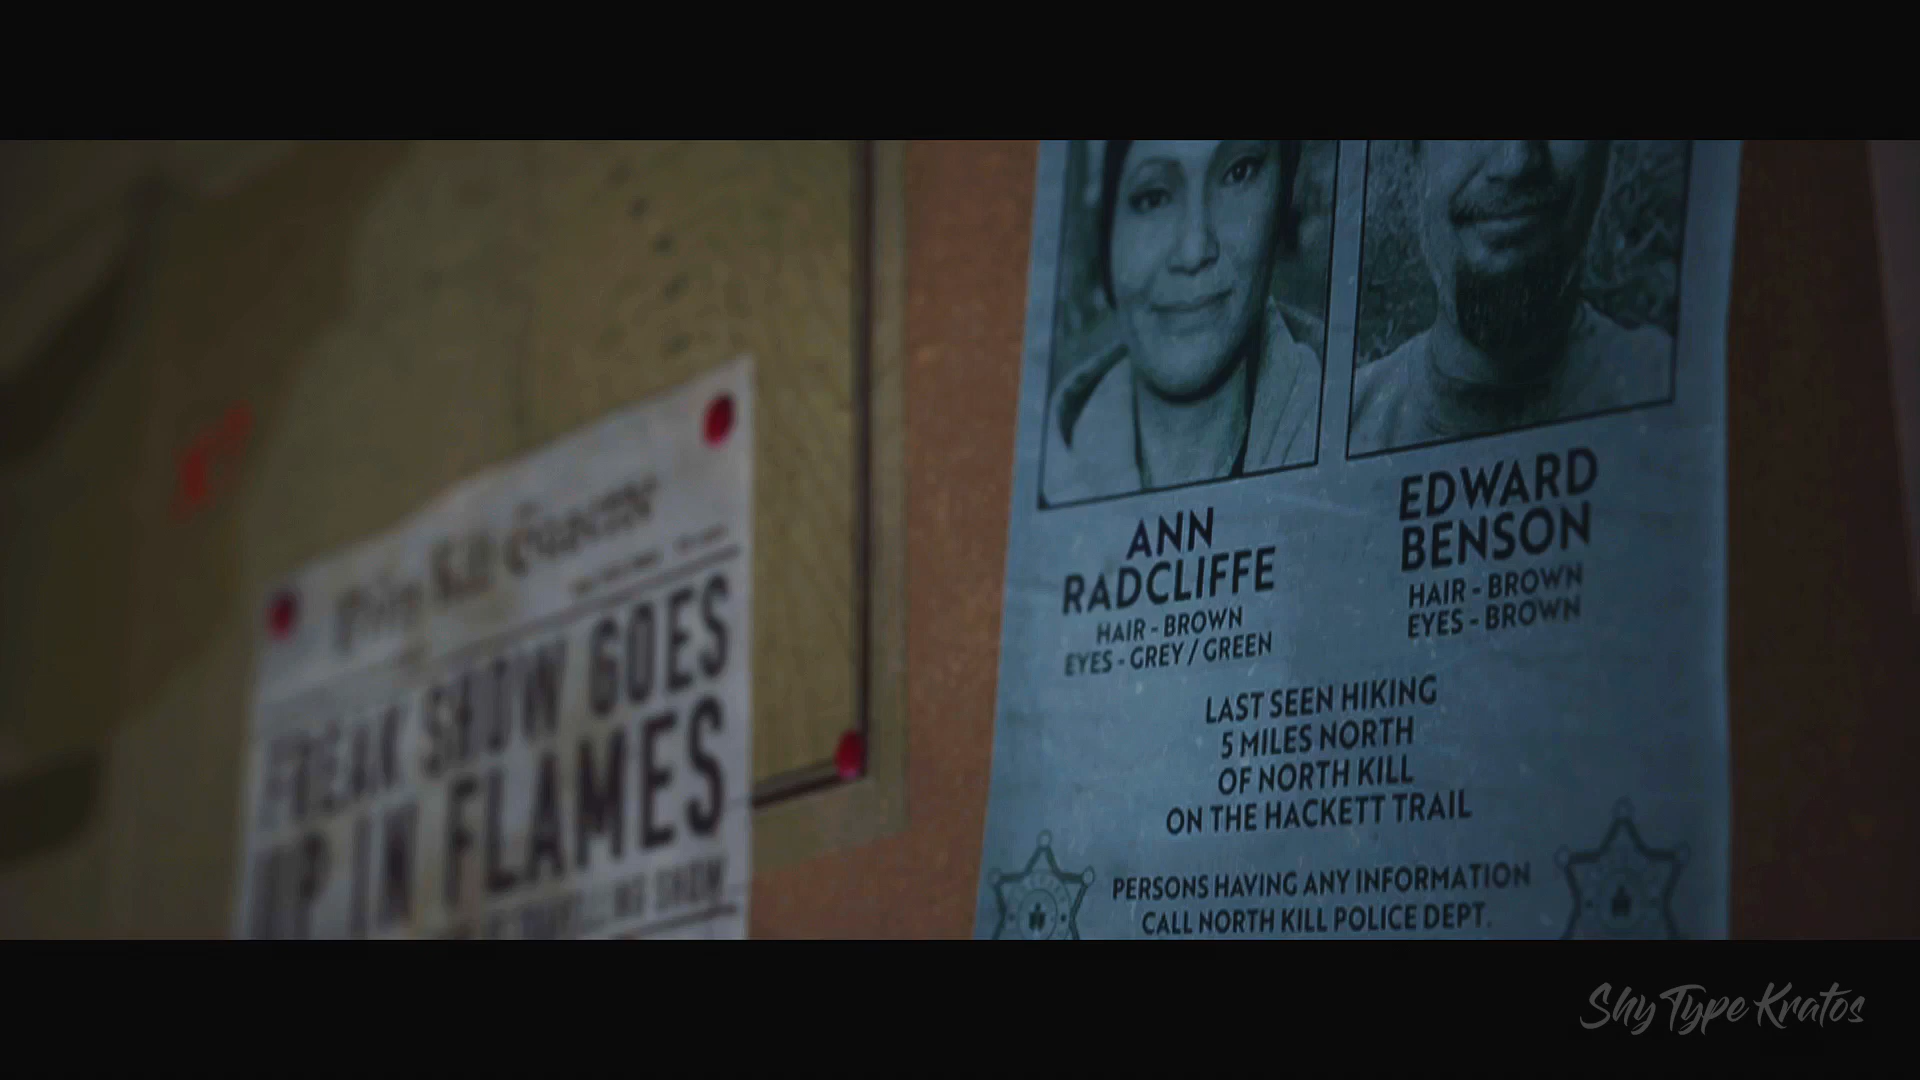 FREAK SHOW GOES
UP IN FLAMES
ANN
RADCLIFFE
HAIR - BROWN
EYES - GREY / GREEN
EDWARD
BENSON
HAIR - BROWN
EYES - BROWN
LAST SEEN HIKING
5 MILES NORTH
OF NORTH KILL
ON THE HACKETT TRAIL
PERSONS HAVING ANY INFORMATION
CALL NORTH KILL POLICE DEPT.
Shy Type Kratos